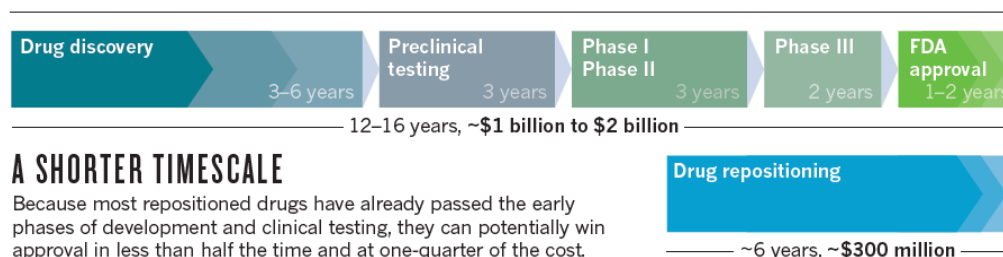 Drug discovery
3–6 years
Preclinical
testing
3 years
Phase I
Phase II
3 years
Phase III
2 years
FDA
approval
1–2 years
12–16 years, ~$1 billion to $2 billion
A SHORTER TIMESCALE
Because most repositioned drugs have already passed the early
phases of development and clinical testing, they can potentially win
approval in less than half the time and at one-quarter of the cost.
Drug repositioning
~6 years, ~$300 million